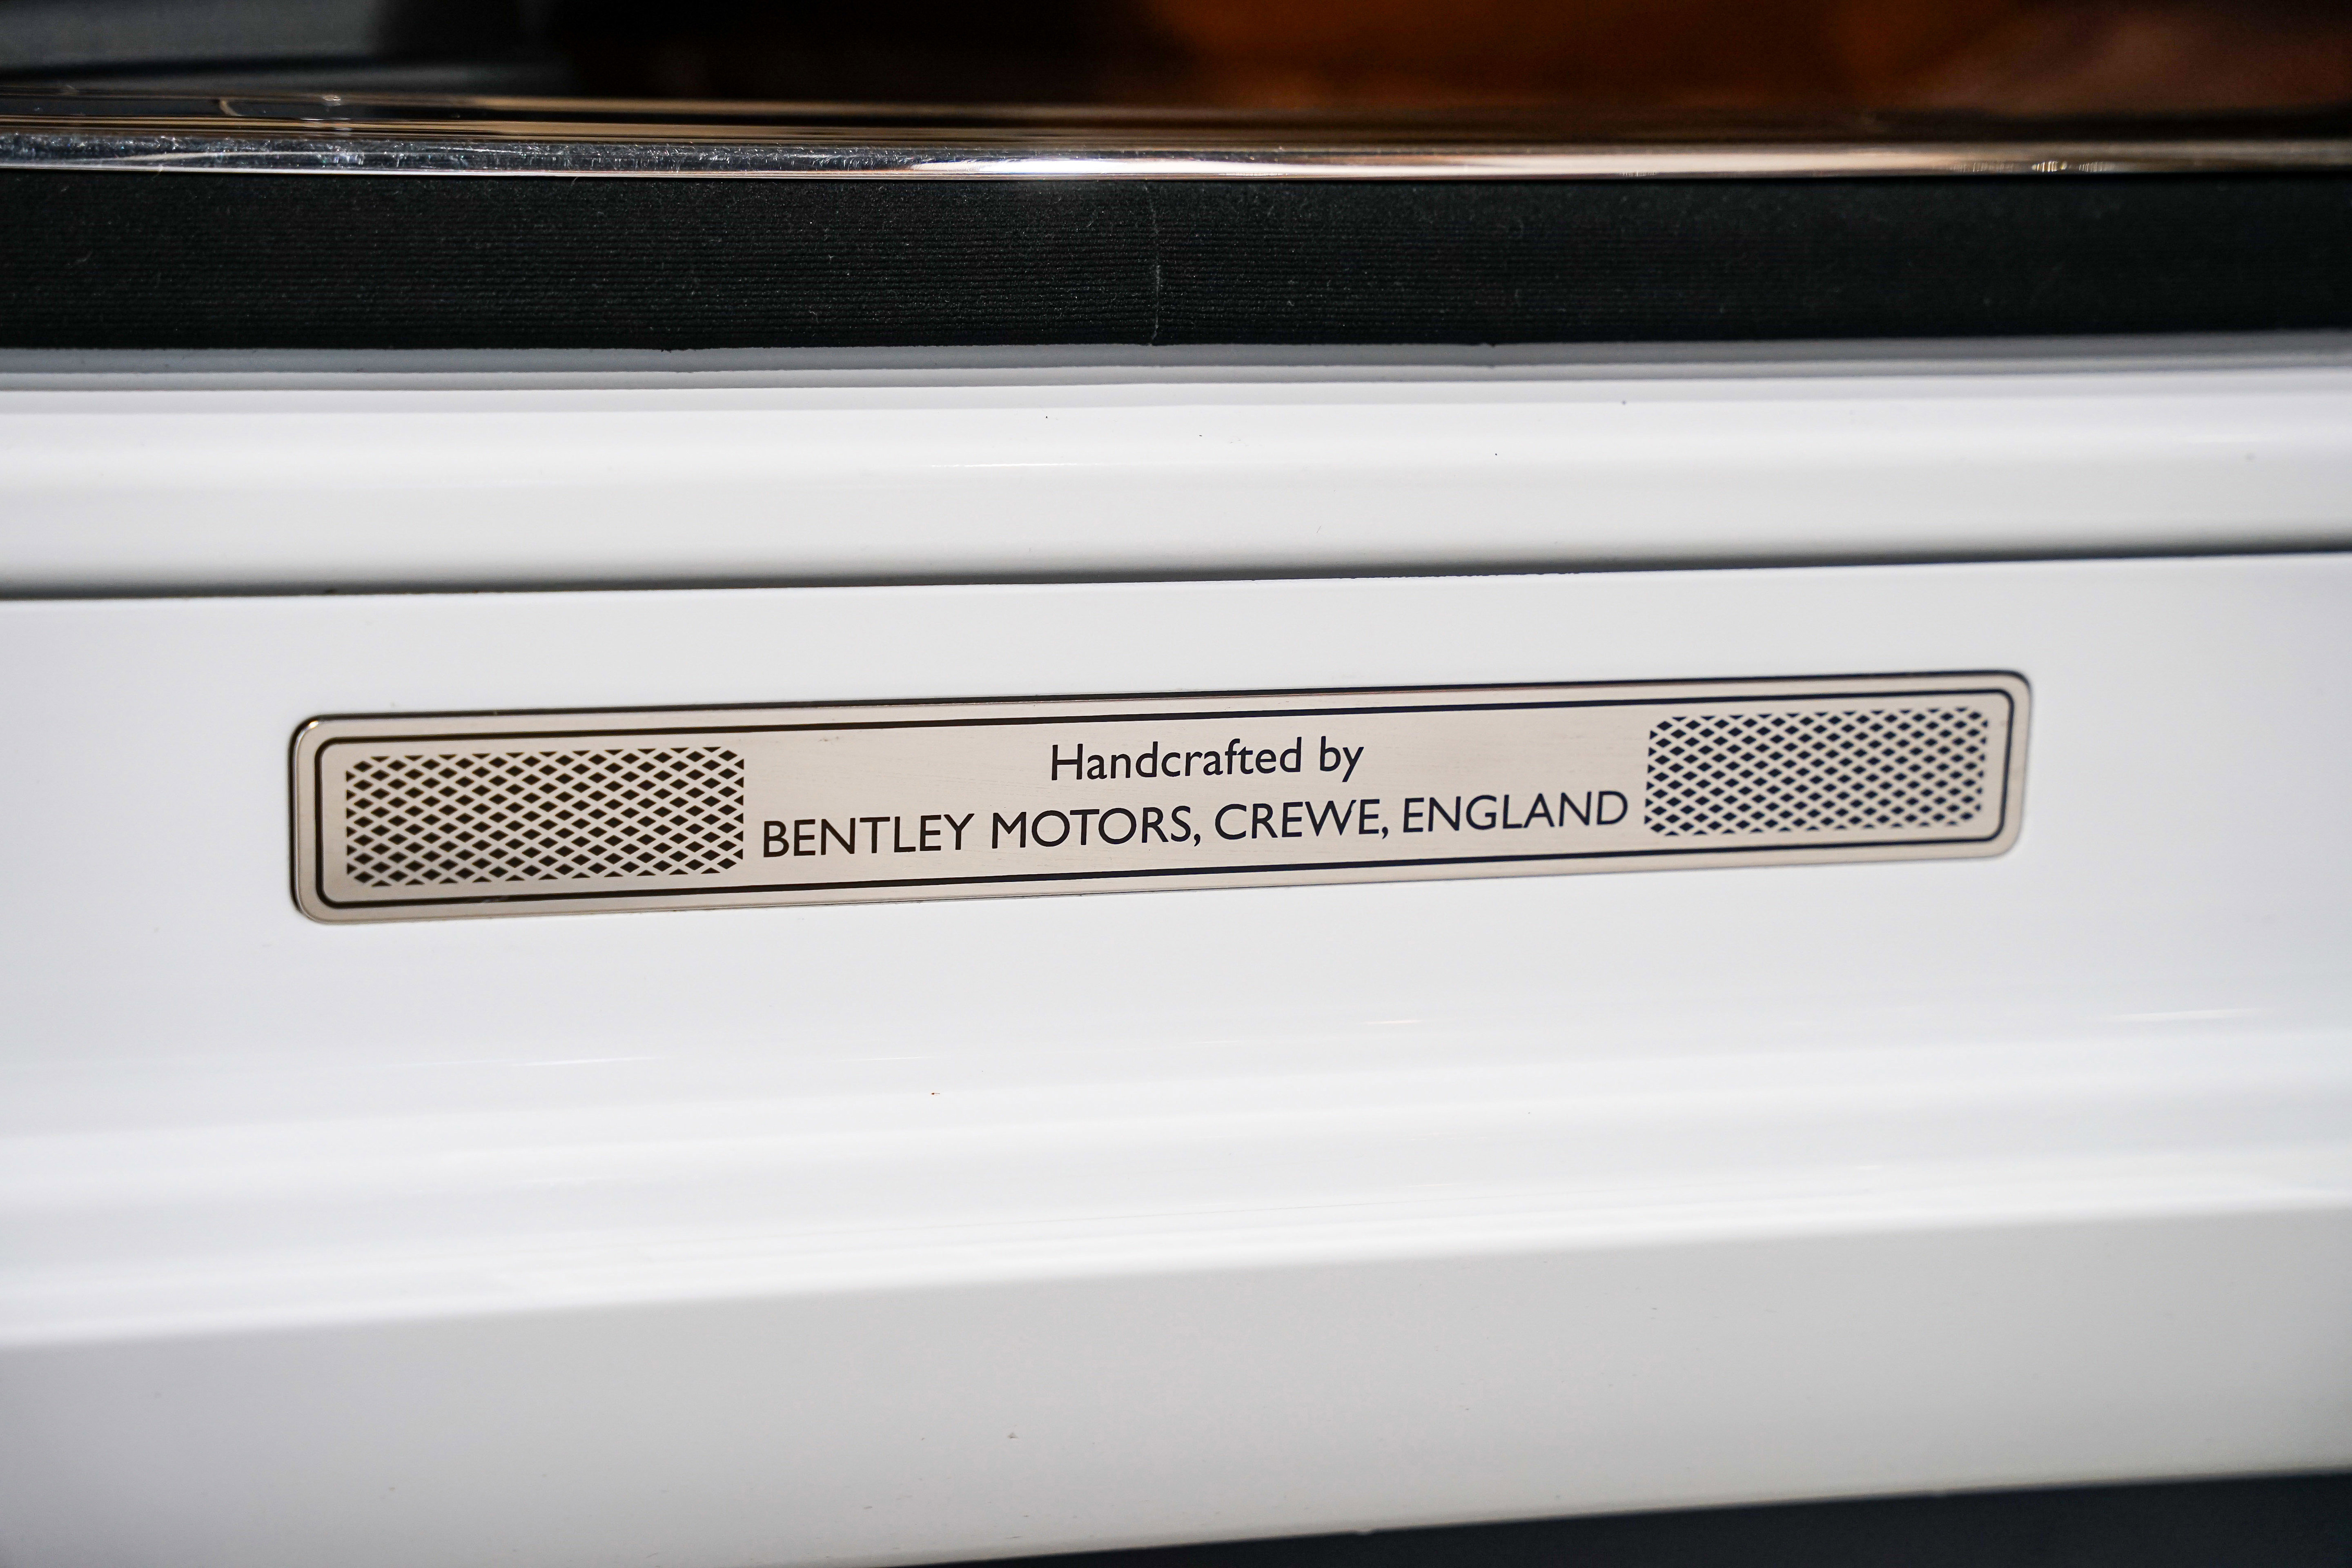 Handcrafted by
BENTLEY MOTORS, CREWE, ENGLAND